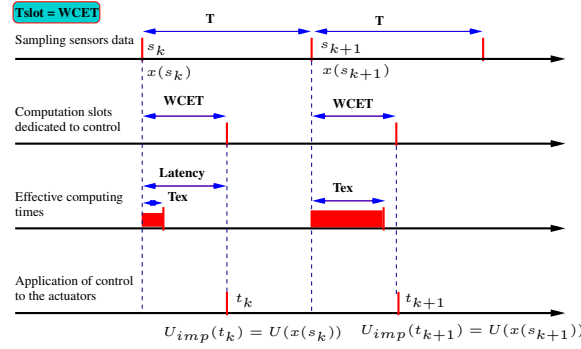 Tslot = WCET
T T
Sampling sensors data
s_k s_{k+1}
x(s_k) x(s_{k+1})
WCET WCET
Computation slots
dedicated to control
Latency
Effective computing
times
Tex Tex
Application of control
to the actuators
t_k t_{k+1}
U_{imp}(t_k) = U(x(s_k)) U_{imp}(t_{k+1}) = U(x(s_{k+1}))